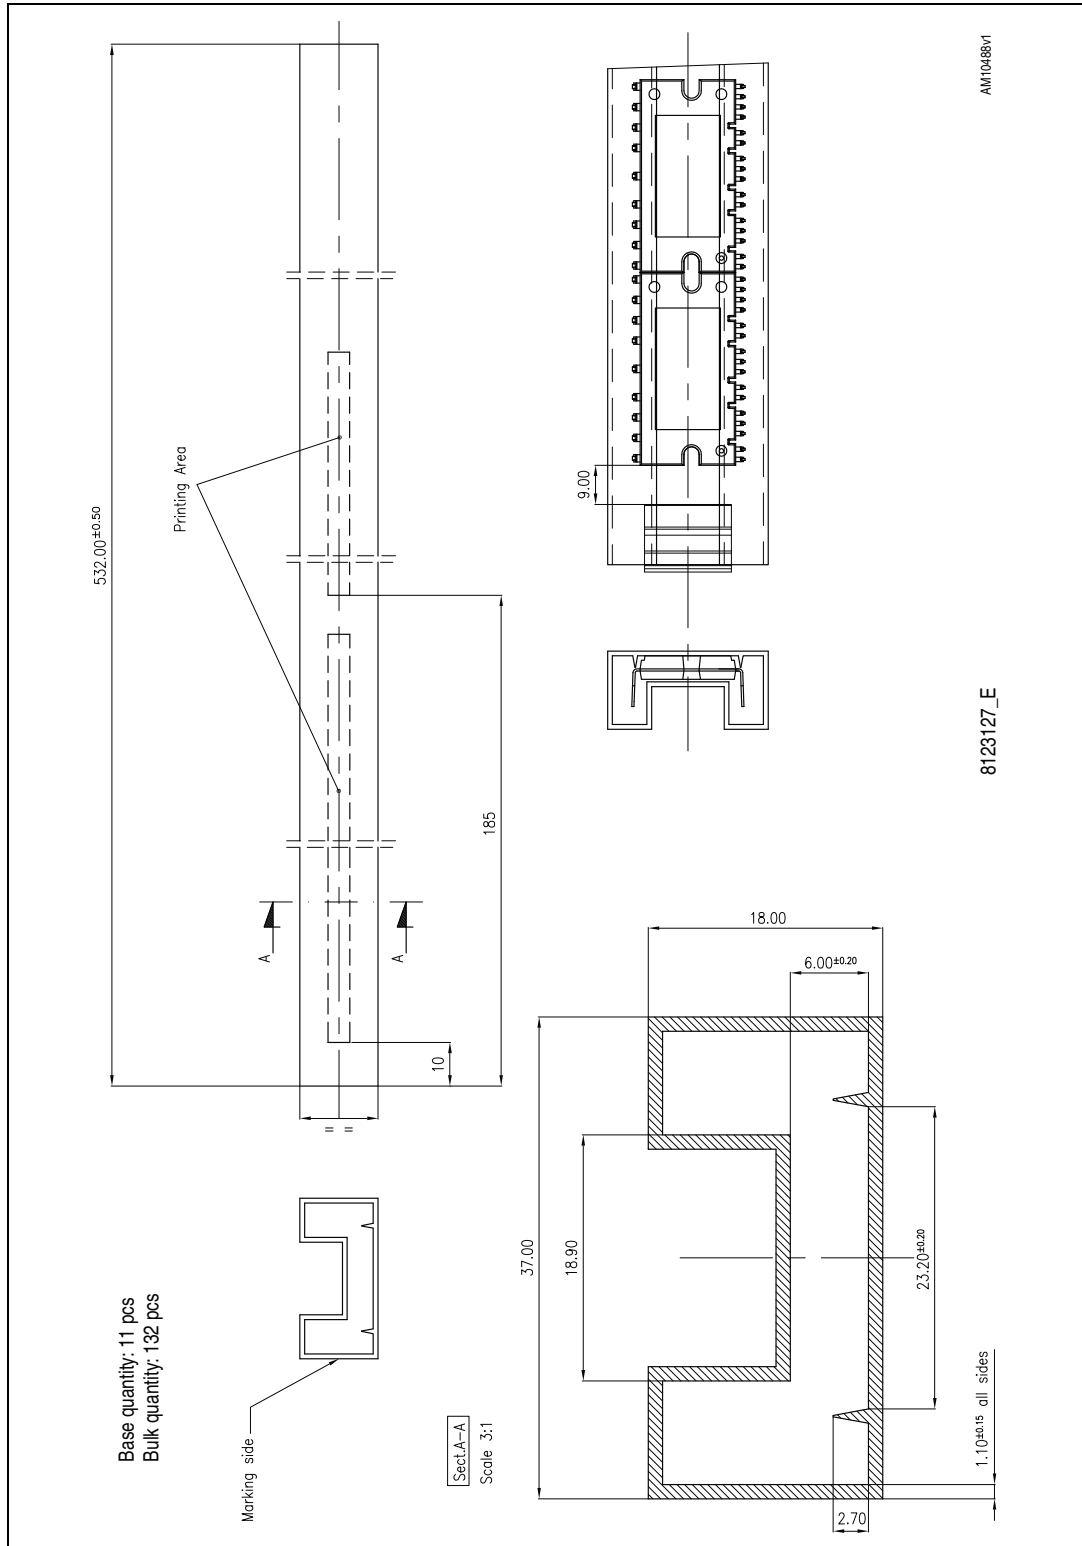 Base quantity: 11 pcs
Bulk quantity: 132 pcs
Marking side
532.00±0.50
Printing Area
A
A
10
185
= =
Sect.A-A
Scale 3:1
37.00
18.90
18.00
6.00±0.20
23.20±0.20
2.70
1.10±0.15 all sides
9.00
8123127_E
AM10488v1